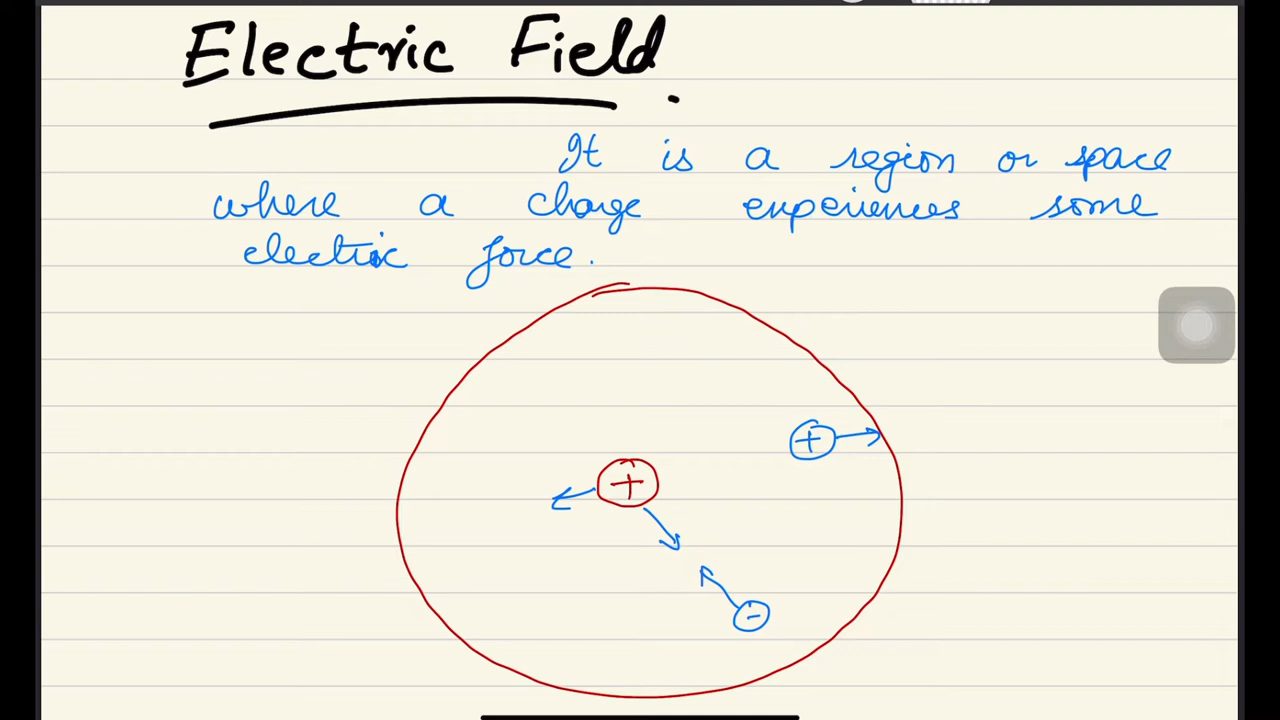 Electric Field.
It is a region or space
where a charge experiences some
electric force.
+
+
-